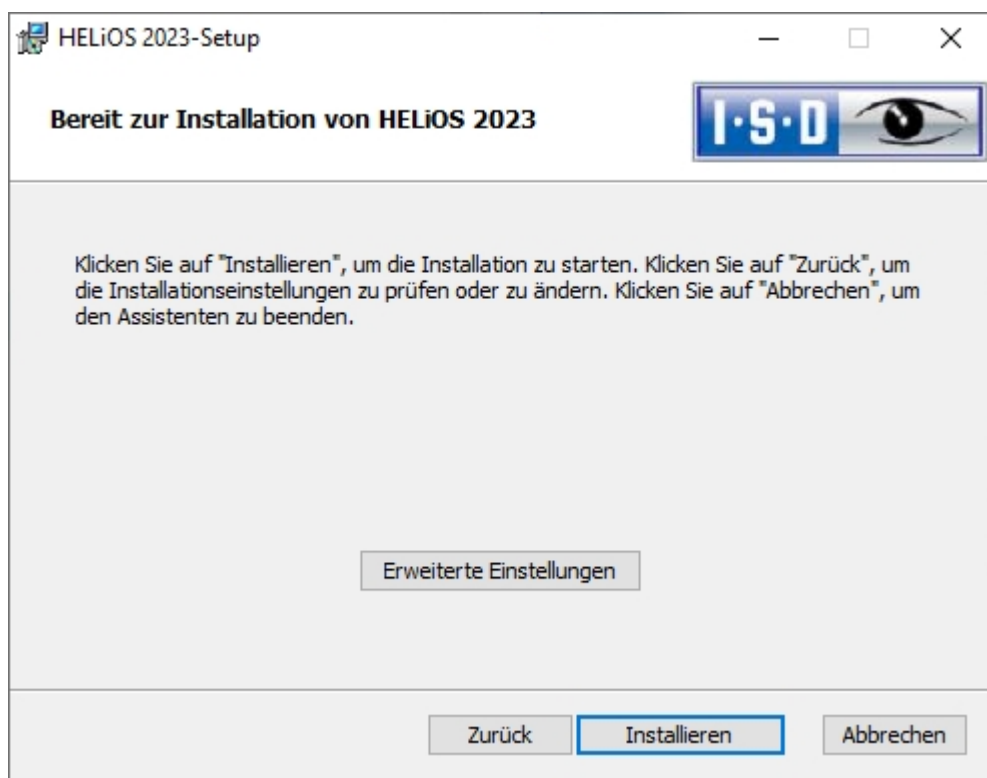 HELiOS 2023-Setup
Bereit zur Installation von HELiOS 2023
I·S·D
Klicken Sie auf "Installieren", um die Installation zu starten. Klicken Sie auf "Zurück", um
die Installationseinstellungen zu prüfen oder zu ändern. Klicken Sie auf "Abbrechen", um
den Assistenten zu beenden.
Erweiterte Einstellungen
Zurück Installieren Abbrechen